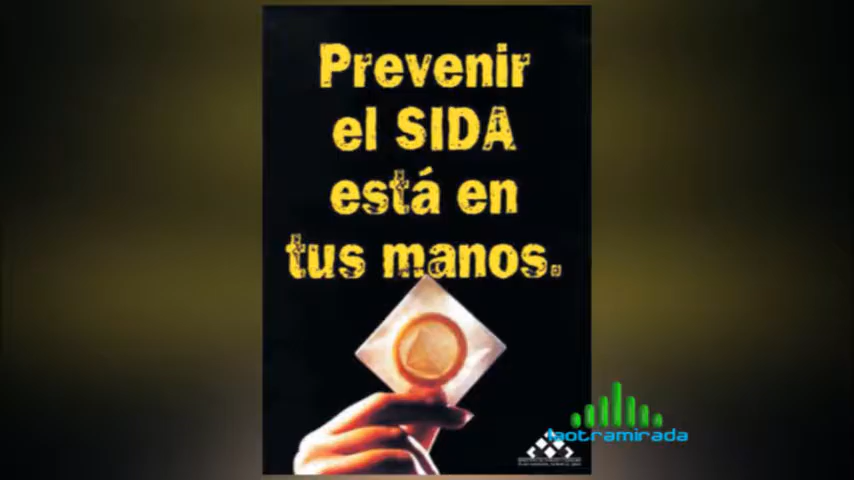 Prevenir
el SIDA
está en
tus manos.
laotramirada